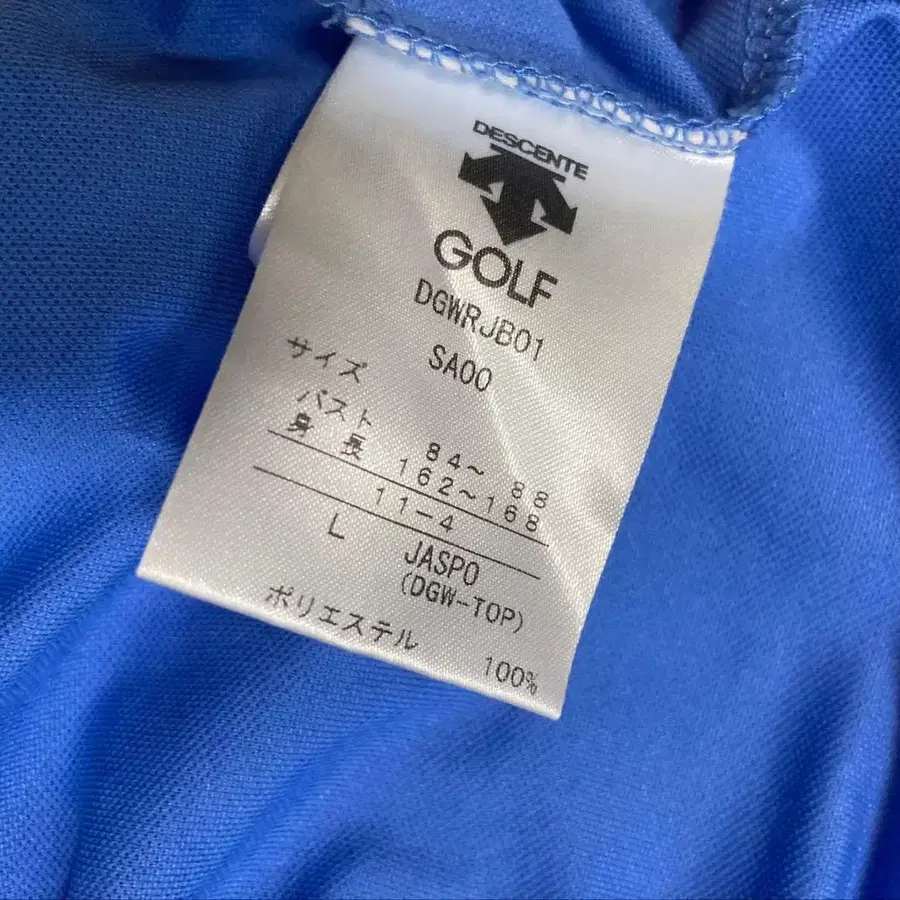 DESCENTE
GOLF
DGWRJB01
SA00
サイズ
バスト 84〜 88
身 長 162〜168
11-4
L JASPO
(DGW-TOP)
ポリエステル 100%